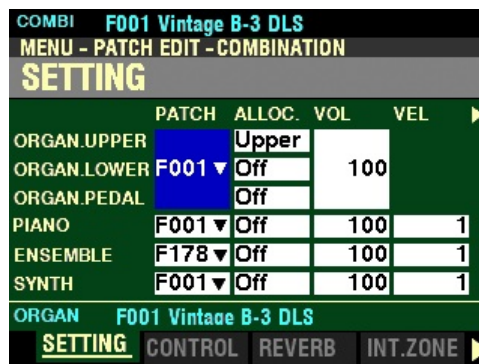 COMBI F001 Vintage B-3 DLS
MENU - PATCH EDIT - COMBINATION
SETTING
PATCH ALLOC. VOL VEL
ORGAN.UPPER Upper
ORGAN.LOWER F001 ▼ Off 100
ORGAN.PEDAL Off
PIANO F001 ▼ Off 100 1
ENSEMBLE F178 ▼ Off 100 1
SYNTH F001 ▼ Off 100 1
ORGAN F001 Vintage B-3 DLS
SETTING CONTROL REVERB INT.ZONE